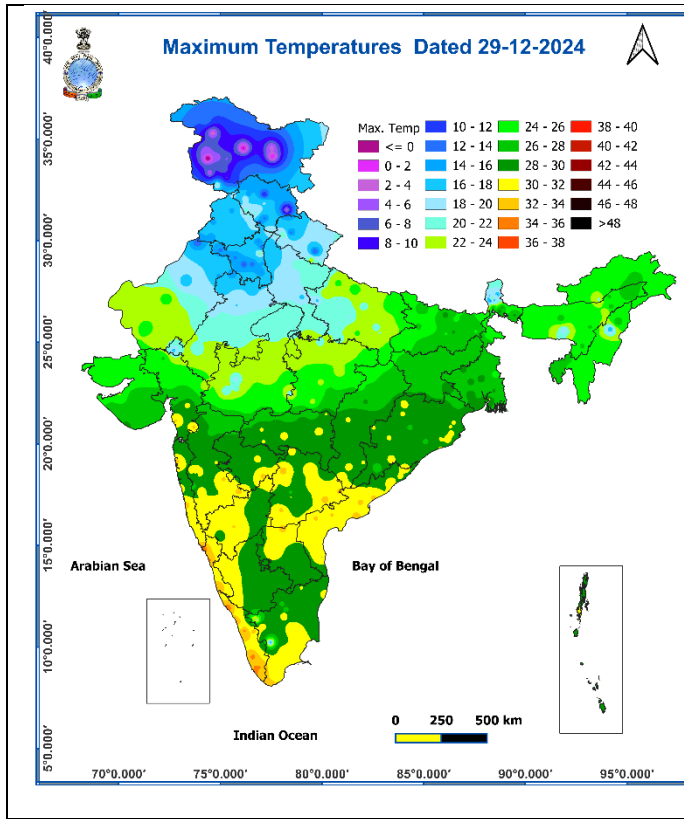 Maximum Temperatures Dated 29-12-2024
Max. Temp
<= 0
0 - 2
2 - 4
4 - 6
6 - 8
8 - 10
10 - 12
12 - 14
14 - 16
16 - 18
18 - 20
20 - 22
22 - 24
24 - 26
26 - 28
28 - 30
30 - 32
32 - 34
34 - 36
36 - 38
38 - 40
40 - 42
42 - 44
44 - 46
46 - 48
>48
40°0.000'
35°0.000'
30°0.000'
25°0.000'
20°0.000'
15°0.000'
10°0.000'
5°0.000'
Arabian Sea
Bay of Bengal
Indian Ocean
0 250 500 km
70°0.000' 75°0.000' 80°0.000' 85°0.000' 90°0.000' 95°0.000'